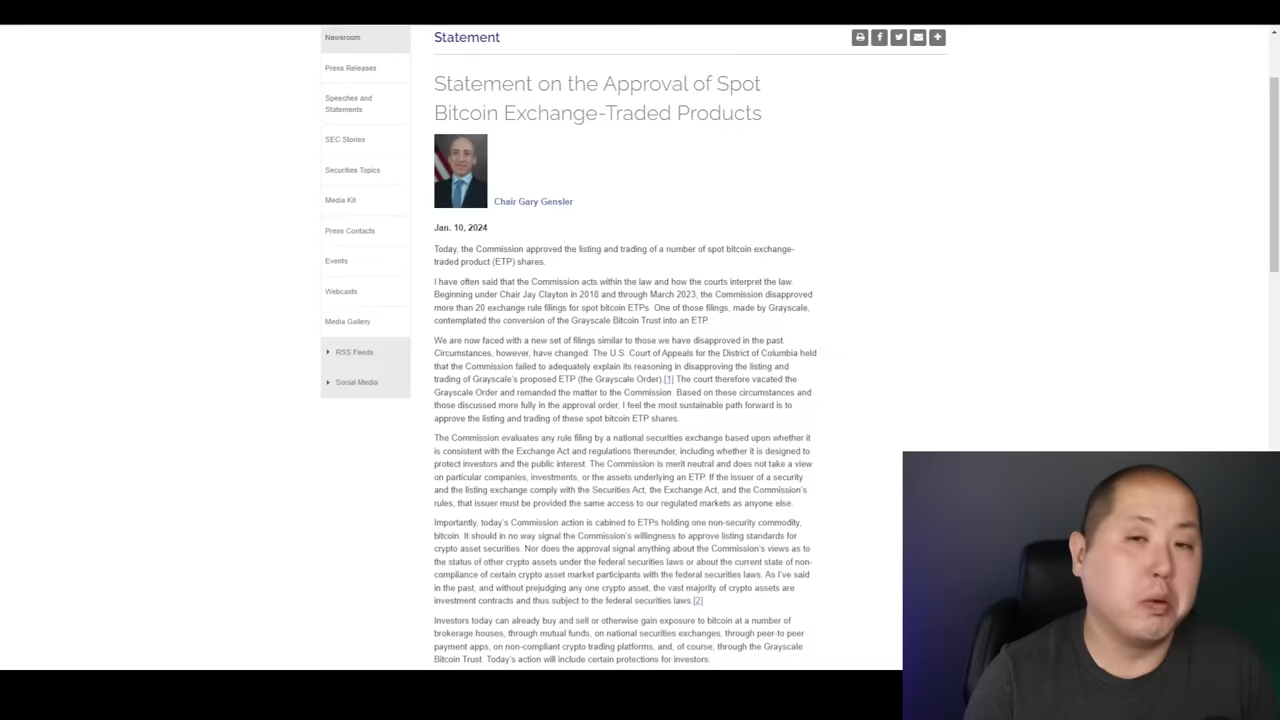 Newsroom
Press Releases
Speeches and
Statements
SEC Stories
Securities Topics
Media Kit
Press Contacts
Events
Webcasts
Media Gallery
RSS Feeds
Social Media
Statement
Statement on the Approval of Spot
Bitcoin Exchange-Traded Products
Chair Gary Gensler
Jan. 10, 2024
Today, the Commission approved the listing and trading of a number of spot bitcoin exchange-
traded product (ETP) shares.
I have often said that the Commission acts within the law and how the courts interpret the law.
Beginning under Chair Jay Clayton in 2018 and through March 2023, the Commission disapproved
more than 20 exchange rule filings for spot bitcoin ETPs. One of those filings, made by Grayscale,
contemplated the conversion of the Grayscale Bitcoin Trust into an ETP.
We are now faced with a new set of filings similar to those we have disapproved in the past.
Circumstances, however, have changed. The U.S. Court of Appeals for the District of Columbia held
that the Commission failed to adequately explain its reasoning in disapproving the listing and
trading of Grayscale's proposed ETP (the Grayscale Order).[1] The court therefore vacated the
Grayscale Order and remanded the matter to the Commission. Based on these circumstances and
those discussed more fully in the approval order, I feel the most sustainable path forward is to
approve the listing and trading of these spot bitcoin ETP shares.
The Commission evaluates any rule filing by a national securities exchange based upon whether it
is consistent with the Exchange Act and regulations thereunder, including whether it is designed to
protect investors and the public interest. The Commission is merit neutral and does not take a view
on particular companies, investments, or the assets underlying an ETP. If the issuer of a security
and the listing exchange comply with the Securities Act, the Exchange Act, and the Commission's
rules, that issuer must be provided the same access to our regulated markets as anyone else.
Importantly, today's Commission action is cabined to ETPs holding one non-security commodity,
bitcoin. It should in no way signal the Commission's willingness to approve listing standards for
crypto asset securities. Nor does the approval signal anything about the Commission's views as to
the status of other crypto assets under the federal securities laws or about the current state of non-
compliance of certain crypto asset market participants with the federal securities laws. As I've said
in the past, and without prejudging any one crypto asset, the vast majority of crypto assets are
investment contracts and thus subject to the federal securities laws.[2]
Investors today can already buy and sell or otherwise gain exposure to bitcoin at a number of
brokerage houses, through mutual funds, on national securities exchanges, through peer-to peer
payment apps, on non-compliant crypto trading platforms, and, of course, through the Grayscale
Bitcoin Trust. Today's action will include certain protections for investors: